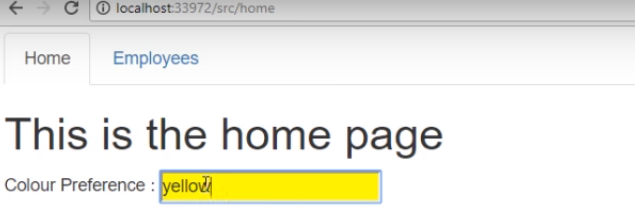 localhost:33972/src/home
Home Employees
This is the home page
Colour Preference : yellow